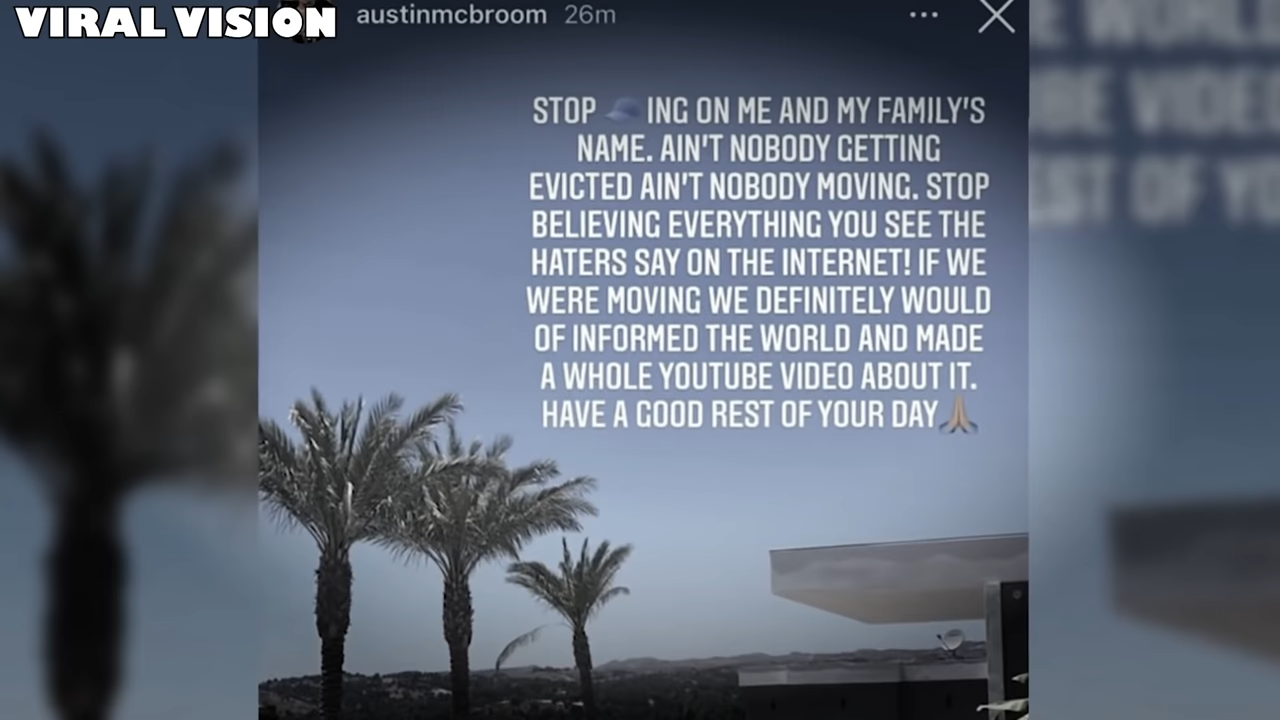 VIRAL VISION
austinmcbroom 26m
STOP 🧢ING ON ME AND MY FAMILY'S
NAME. AIN'T NOBODY GETTING
EVICTED AIN'T NOBODY MOVING. STOP
BELIEVING EVERYTHING YOU SEE THE
HATERS SAY ON THE INTERNET! IF WE
WERE MOVING WE DEFINITELY WOULD
OF INFORMED THE WORLD AND MADE
A WHOLE YOUTUBE VIDEO ABOUT IT.
HAVE A GOOD REST OF YOUR DAY🙏🏽